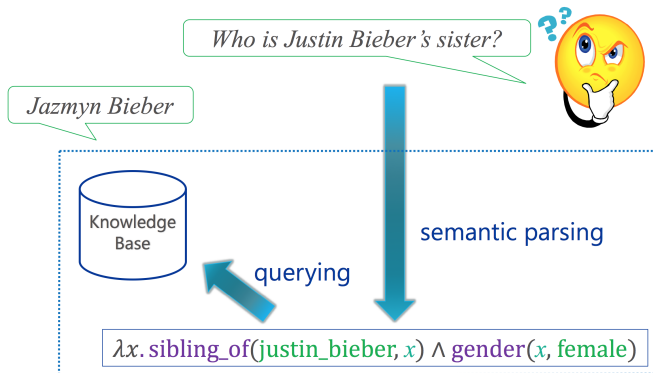 Who is Justin Bieber’s sister?
??
Jazmyn Bieber
Knowledge
Base
semantic parsing
querying
λx.sibling_of(justin_bieber, x) ∧ gender(x, female)